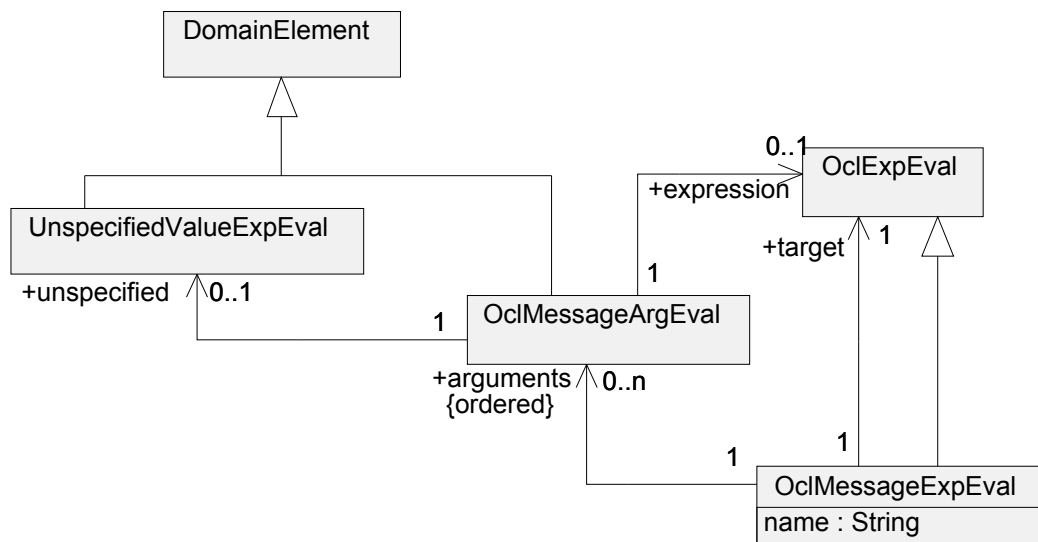 DomainElement
0..1
OclExpEval
+expression
UnspecifiedValueExpEval
+target
1
+unspecified
0..1
1
1
OclMessageArgEval
+arguments
0..n
{ordered}
1
1
OclMessageExpEval
name : String